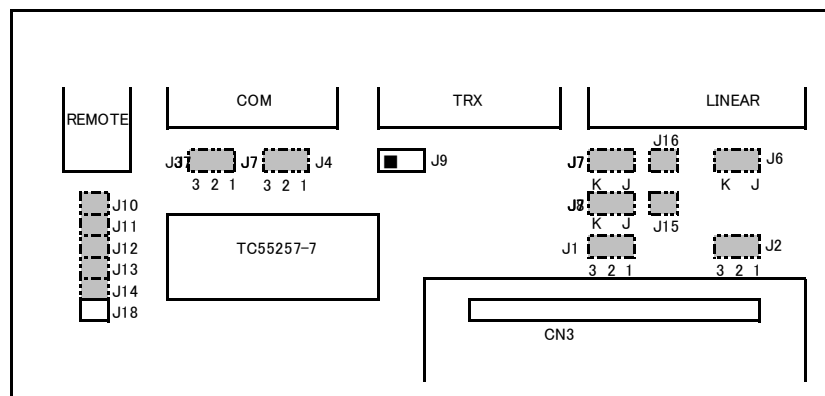 REMOTE COM TRX LINEAR
J16
J7 J4 J9 J7 J6
3 2 1 3 2 1 K J K J
J10 J8
J11 K J J15
J12 TC55257-7 J1 J2
J13 3 2 1 3 2 1
J14
J18
CN3